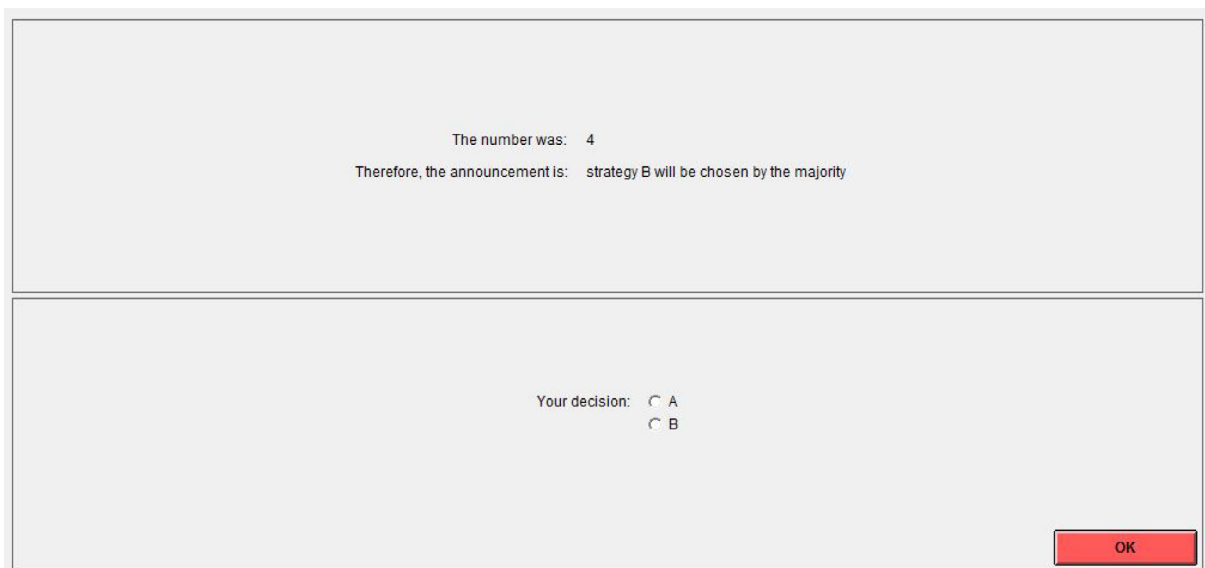 The number was: 4
Therefore, the announcement is: strategy B will be chosen by the majority
Your decision: A
B
OK